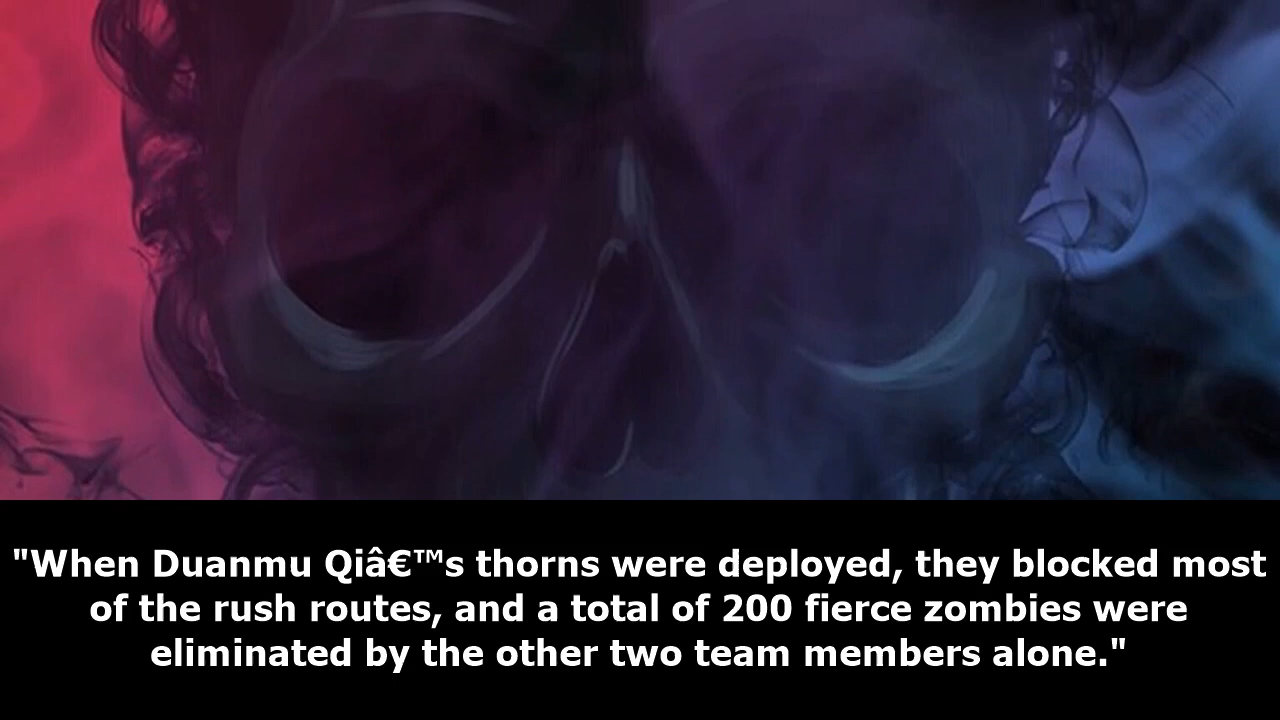 "When Duanmu Qiâ€™s thorns were deployed, they blocked most
of the rush routes, and a total of 200 fierce zombies were
eliminated by the other two team members alone."